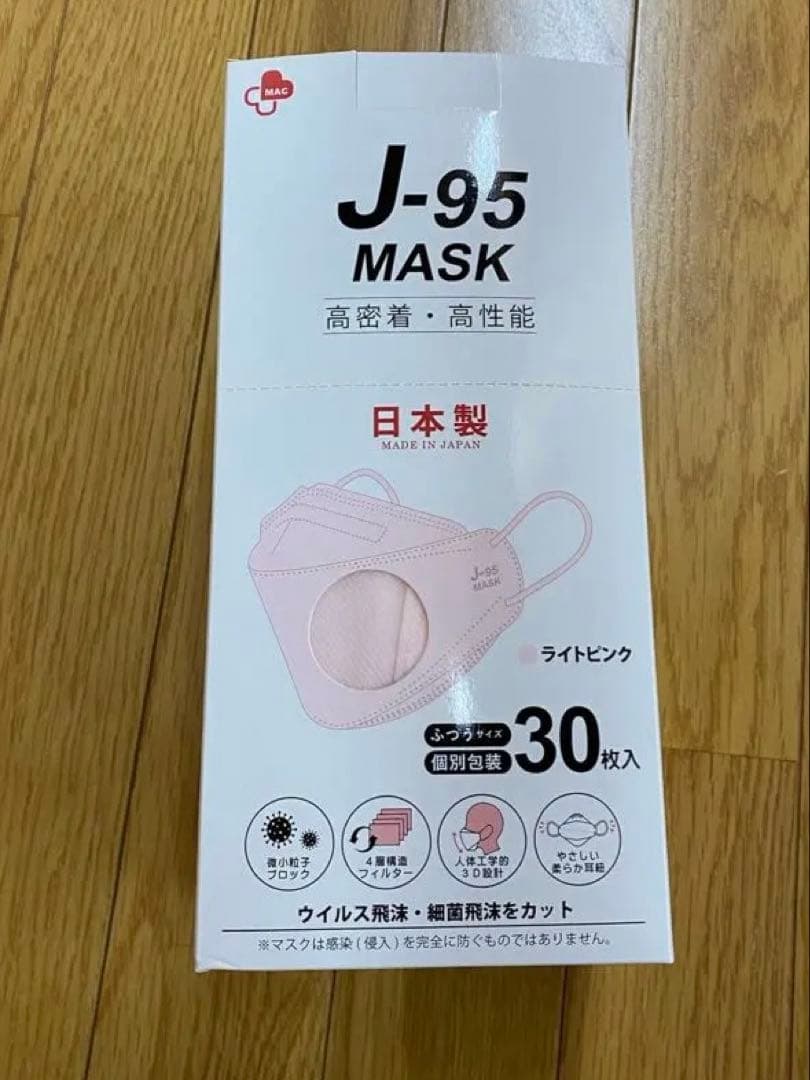 MAC
J-95
MASK
高密着・高性能
日本製
MADE IN JAPAN
J-95
MASK
ライトピンク
ふつうサイズ
個別包装
30枚入
微小粒子
ブロック
4層構造
フィルター
人体工学的
3D設計
やさしい
柔らか耳紐
ウイルス飛沫・細菌飛沫をカット
※マスクは感染(侵入)を完全に防ぐものではありません。